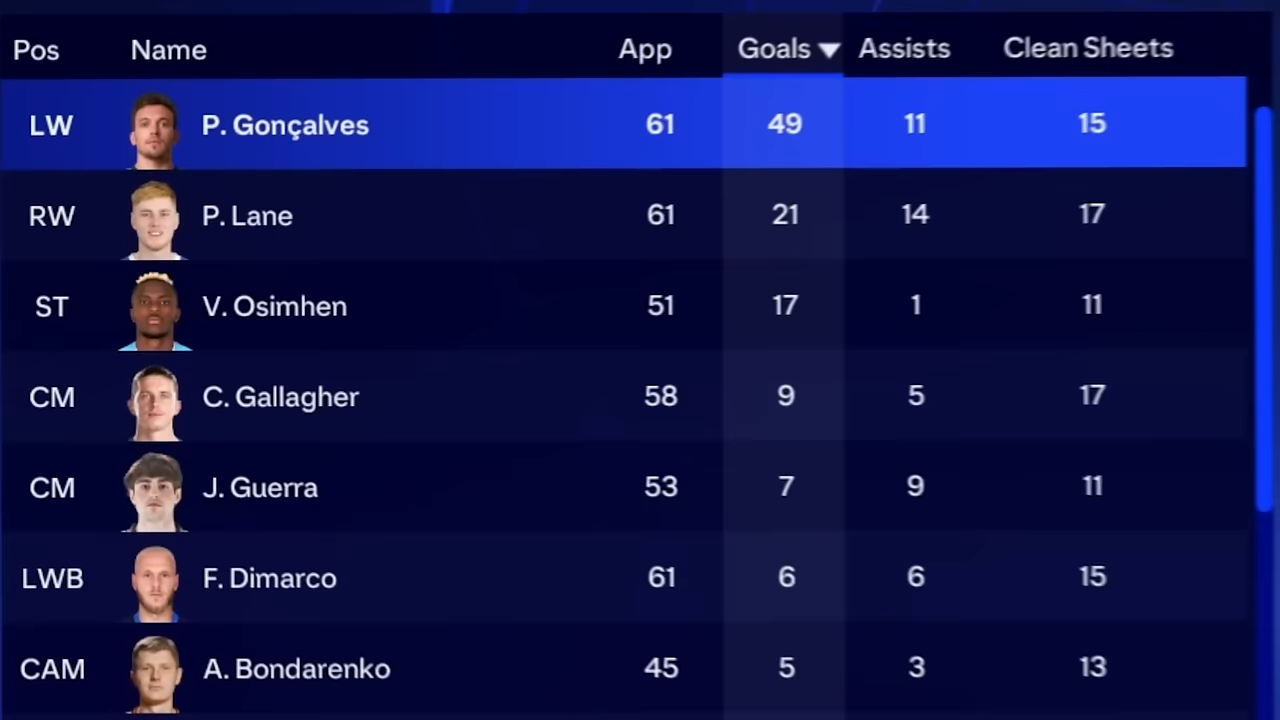 Pos Name App Goals Assists Clean Sheets
LW P. Gonçalves 61 49 11 15
RW P. Lane 61 21 14 17
ST V. Osimhen 51 17 1 11
CM C. Gallagher 58 9 5 17
CM J. Guerra 53 7 9 11
LWB F. Dimarco 61 6 6 15
CAM A. Bondarenko 45 5 3 13